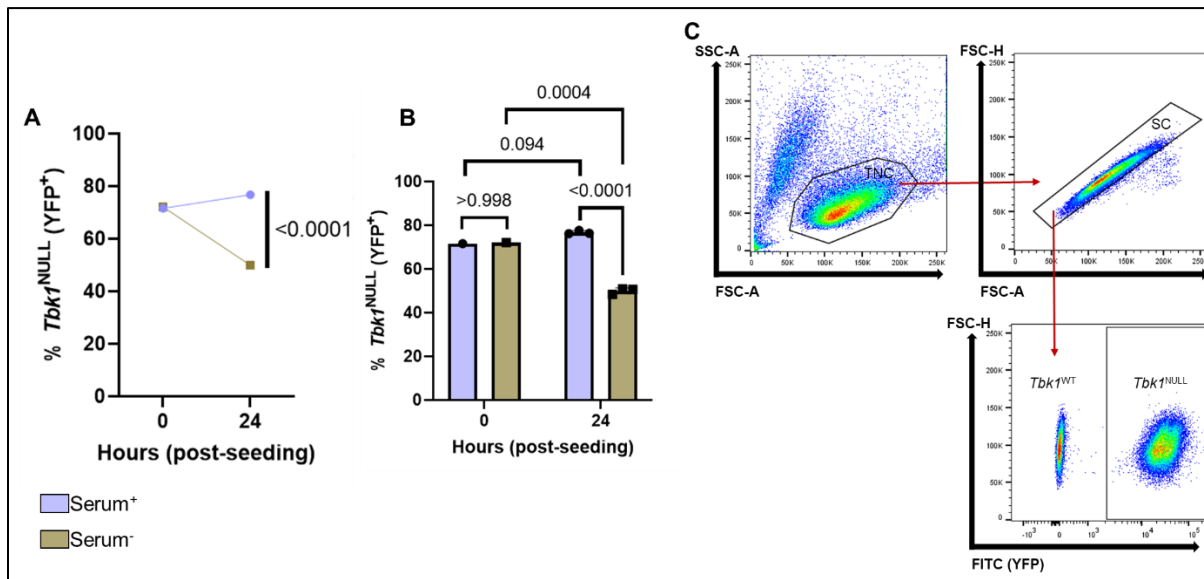 A
% Tbk1NULL (YFP+)
100
80
60
40
20
0
<0.0001
0
24
Hours (post-seeding)
Serum+
Serum-
B
% Tbk1NULL (YFP+)
0.0004
0.094
>0.998
<0.0001
100
80
60
40
20
0
0
24
Hours (post-seeding)
C
SSC-A
250K
200K
150K
100K
50K
0
TNC
0 50K 100K 150K 200K 250K
FSC-A
FSC-H
250K
200K
150K
100K
50K
0
SC
0 50K 100K 150K 200K 250K
FSC-A
FSC-H
250K
200K
150K
100K
50K
0
Tbk1WT
Tbk1NULL
-10³ 0 10³ 10⁴ 10⁵
FITC (YFP)